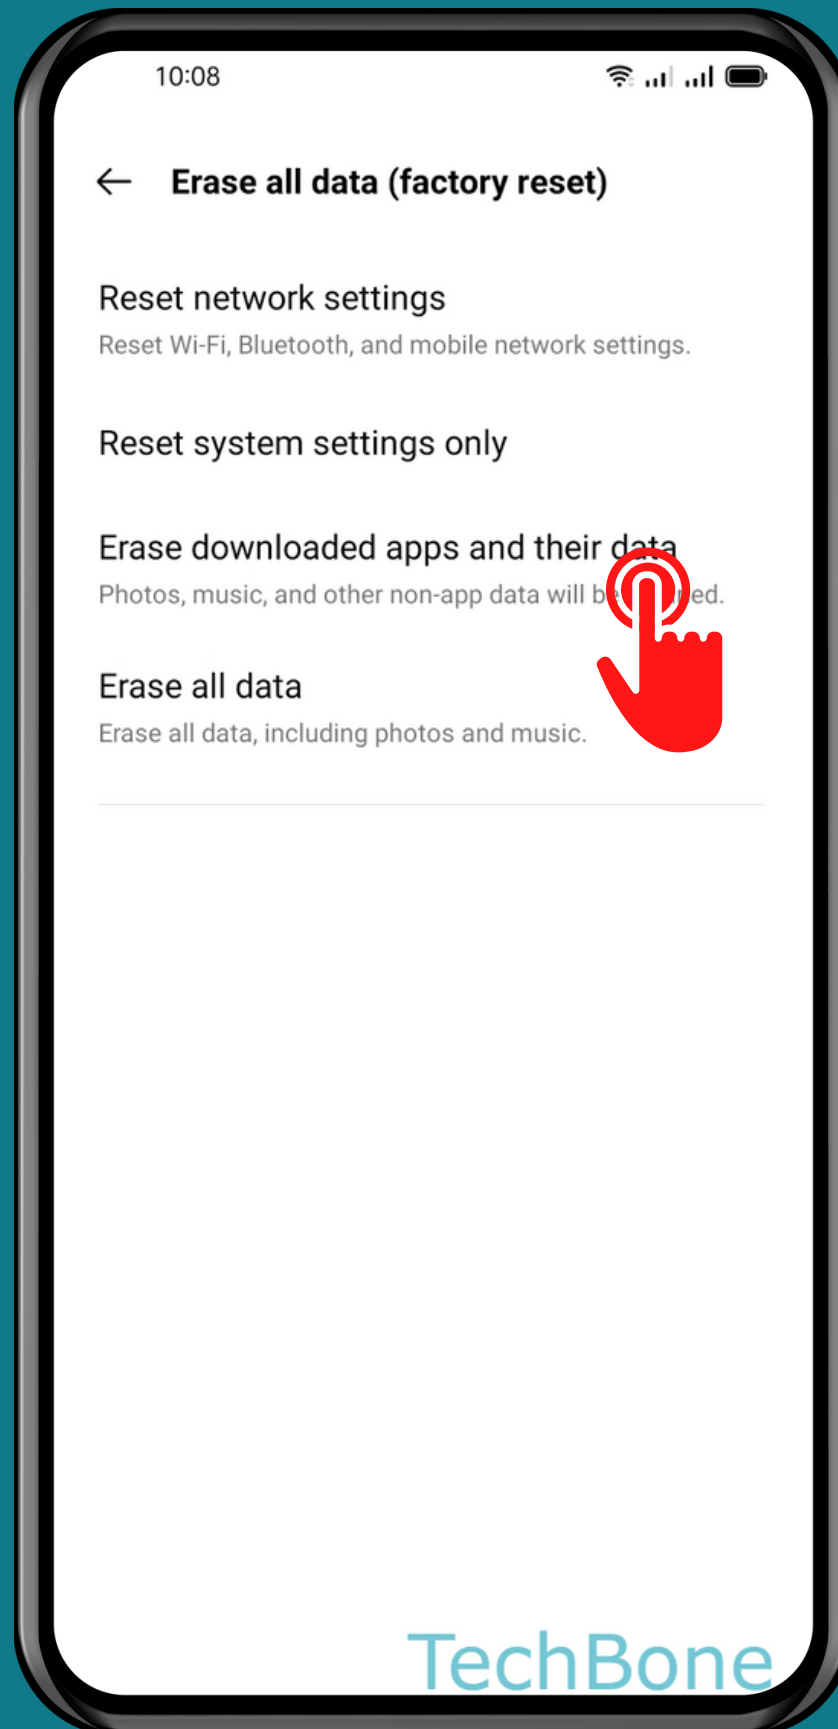 10:08
Erase all data (factory reset)
Reset network settings
Reset Wi-Fi, Bluetooth, and mobile network settings.
Reset system settings only
Erase downloaded apps and their data
Photos, music, and other non-app data will
Erase all data
Erase all data, including photos and music.
TechBone